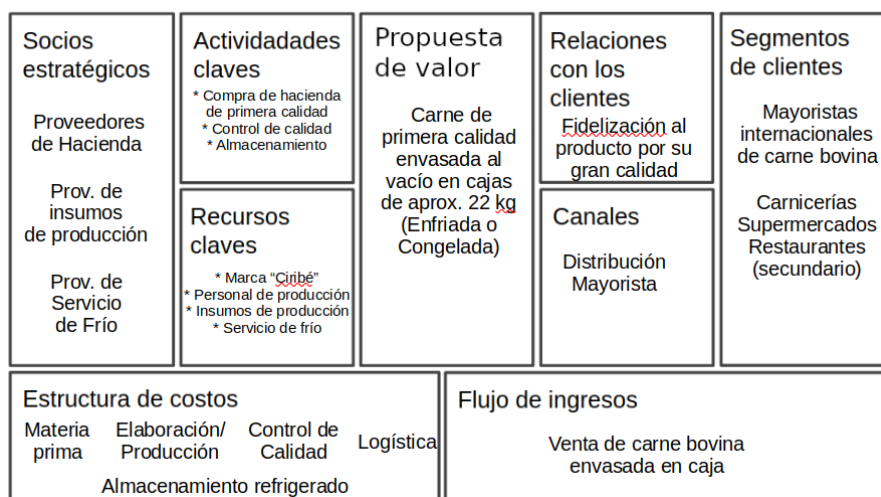 Socios
estratégicos
Proveedores
de Hacienda
Prov. de
insumos
de producción
Prov. de
Servicio
de Frío
Actividadades
claves
* Compra de hacienda
de primera calidad
* Control de calidad
* Almacenamiento
Recursos
claves
* Marca “Ciribé”
* Personal de producción
* Insumos de producción
* Servicio de frío
Propuesta
de valor
Carne de
primera calidad
envasada al
vacío en cajas
de aprox. 22 kg
(Enfriada o
Congelada)
Relaciones
con los
clientes
Fidelización al
producto por su
gran calidad
Canales
Distribución
Mayorista
Segmentos
de clientes
Mayoristas
internacionales
de carne bovina
Carnicerías
Supermercados
Restaurantes
(secundario)
Estructura de costos
Materia
prima
Elaboración/
Producción
Control de
Calidad
Logística
Almacenamiento refrigerado
Flujo de ingresos
Venta de carne bovina
envasada en caja